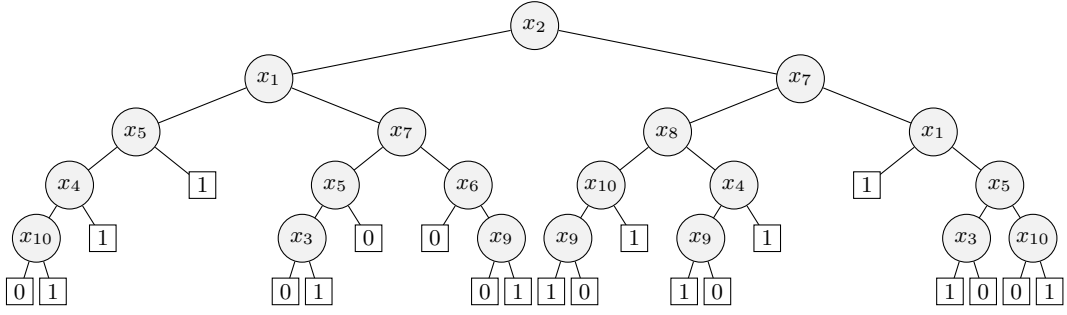 x₂
x₁ x₇
x₅ x₇ x₈ x₁
x₄ 1 x₅ x₆ x₁₀ x₄ 1 x₅
x₁₀ 1 x₃ 0 0 x₉ x₉ 1 x₉ 1 x₃ x₁₀
0 1 0 1 0 1 1 0 1 0 1 0 0 1